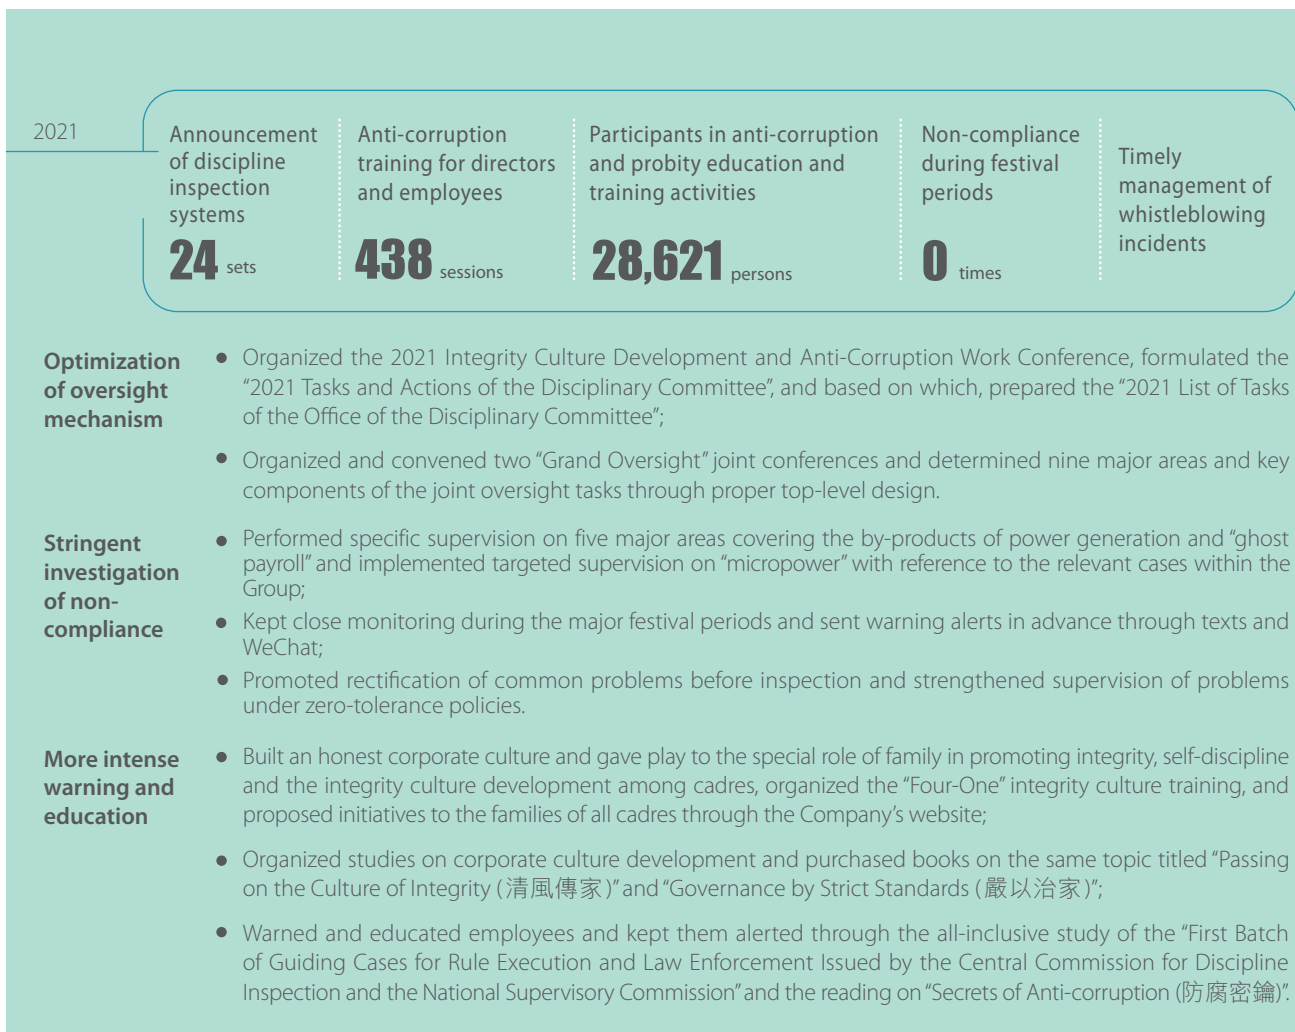 2021
Announcement
of discipline
inspection
systems
24 sets
Anti-corruption
training for directors
and employees
438 sessions
Participants in anti-corruption
and probity education and
training activities
28,621 persons
Non-compliance
during festival
periods
0 times
Timely
management of
whistleblowing
incidents
Optimization
of oversight
mechanism
● Organized the 2021 Integrity Culture Development and Anti-Corruption Work Conference, formulated the
“2021 Tasks and Actions of the Disciplinary Committee”, and based on which, prepared the “2021 List of Tasks
of the Office of the Disciplinary Committee”;
● Organized and convened two “Grand Oversight” joint conferences and determined nine major areas and key
components of the joint oversight tasks through proper top-level design.
Stringent
investigation
of non-
compliance
● Performed specific supervision on five major areas covering the by-products of power generation and “ghost
payroll” and implemented targeted supervision on “micropower” with reference to the relevant cases within the
Group;
● Kept close monitoring during the major festival periods and sent warning alerts in advance through texts and
WeChat;
● Promoted rectification of common problems before inspection and strengthened supervision of problems
under zero-tolerance policies.
More intense
warning and
education
● Built an honest corporate culture and gave play to the special role of family in promoting integrity, self-discipline
and the integrity culture development among cadres, organized the “Four-One” integrity culture training, and
proposed initiatives to the families of all cadres through the Company’s website;
● Organized studies on corporate culture development and purchased books on the same topic titled “Passing
on the Culture of Integrity (清風傳家)” and “Governance by Strict Standards (嚴以治家)”;
● Warned and educated employees and kept them alerted through the all-inclusive study of the “First Batch
of Guiding Cases for Rule Execution and Law Enforcement Issued by the Central Commission for Discipline
Inspection and the National Supervisory Commission” and the reading on “Secrets of Anti-corruption (防腐密鑰)”.